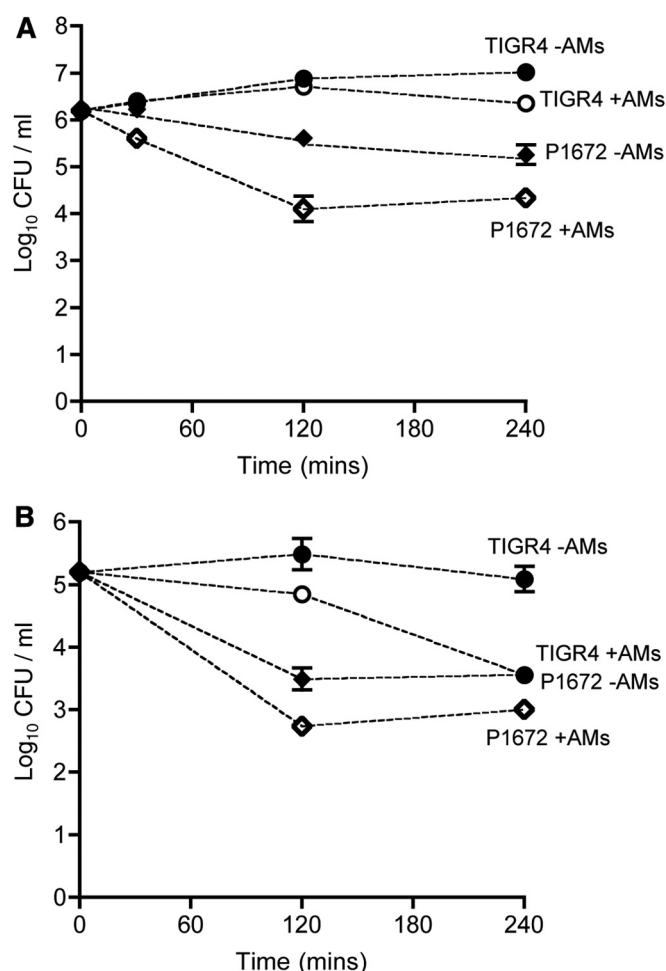 A
8
7
6
5
4
3
2
1
0
Log10 CFU / ml
0 60 120 180 240
Time (mins)
TIGR4 -AMs
TIGR4 +AMs
P1672 -AMs
P1672 +AMs
B
6
5
4
3
2
1
0
Log10 CFU / ml
0 60 120 180 240
Time (mins)
TIGR4 -AMs
TIGR4 +AMs
P1672 -AMs
P1672 +AMs